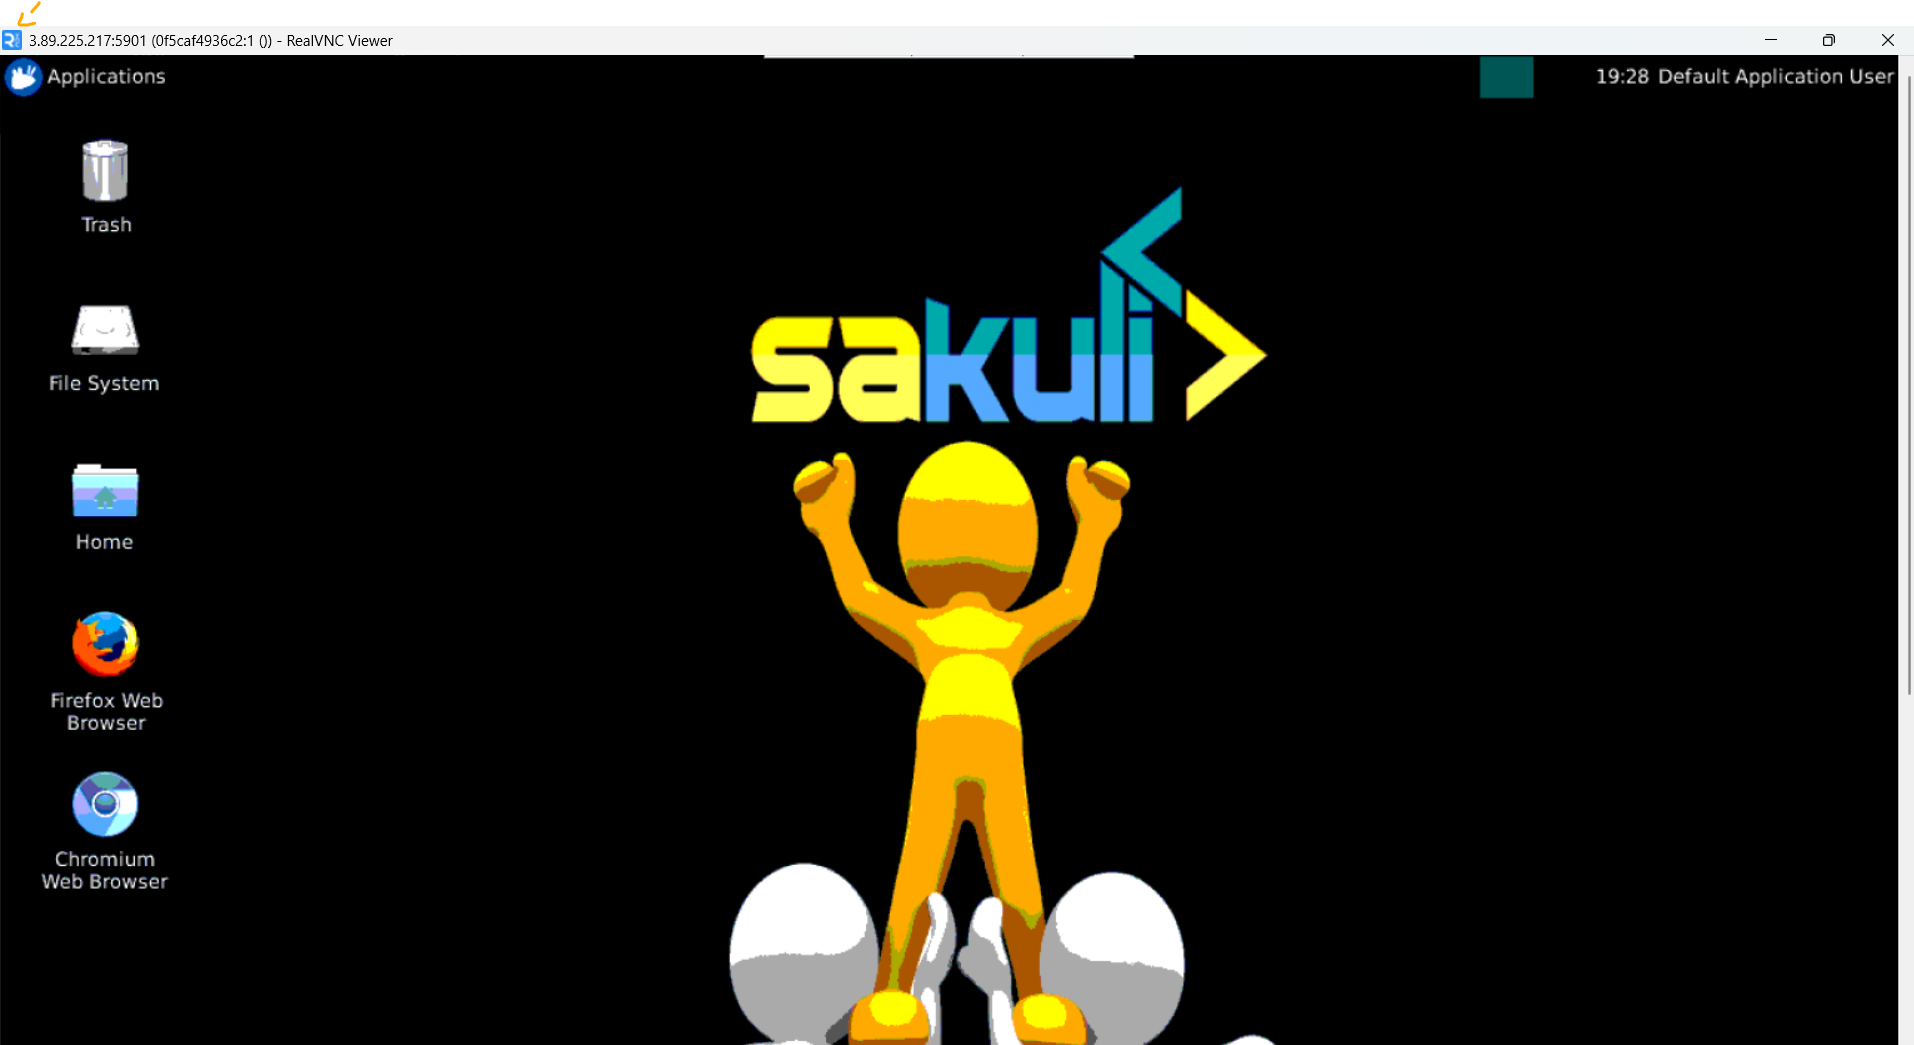 3.89.225.217:5901 (0f5caf4936c2:1 ()) - RealVNC Viewer
Applications
19:28 Default Application User
Trash
File System
Home
Firefox Web
Browser
Chromium
Web Browser
sakuli